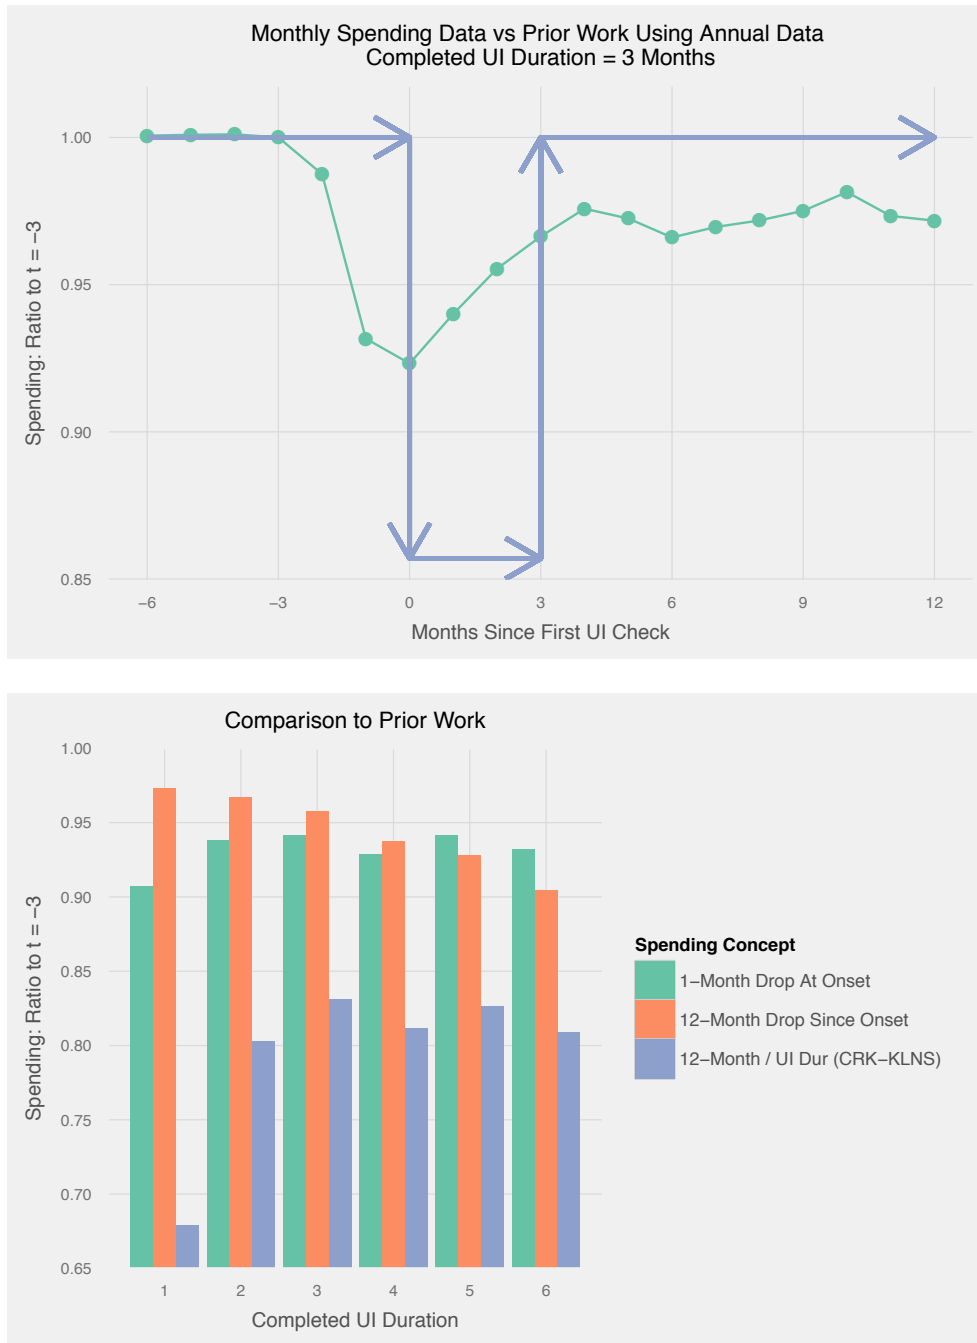 Monthly Spending Data vs Prior Work Using Annual Data
Completed UI Duration = 3 Months
Spending: Ratio to t = −3
1.00
0.95
0.90
0.85
−6 −3 0 3 6 9 12
Months Since First UI Check
Comparison to Prior Work
Spending: Ratio to t = −3
1.00
0.95
0.90
0.85
0.80
0.75
0.70
0.65
1 2 3 4 5 6
Completed UI Duration
Spending Concept
1−Month Drop At Onset
12−Month Drop Since Onset
12−Month / UI Dur (CRK−KLNS)